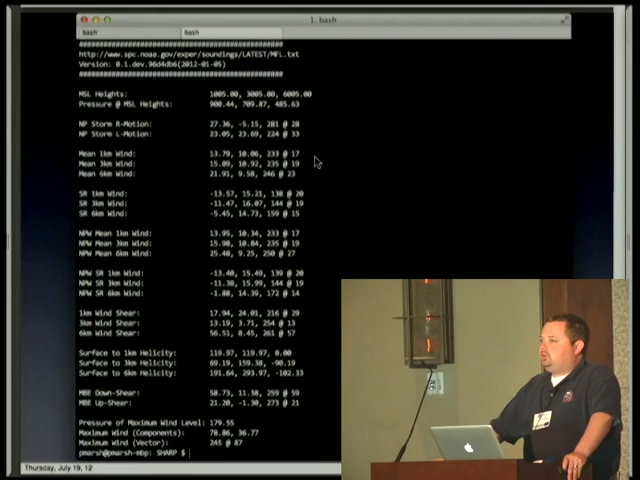 1. bash
bash
bash
##########################################
http://www.spc.noaa.gov/exper/soundings/LATEST/MFL.txt
Version: 0.1.dev.96d4db6(2012-01-05)
##########################################
MSL Heights: 1005.00, 3005.00, 6005.00
Pressure @ MSL Heights: 900.44, 709.87, 485.63
NP Storm R-Motion: 27.36, -5.15, 281 @ 28
NP Storm L-Motion: 23.05, 23.69, 224 @ 33
Mean 1km Wind: 13.79, 10.06, 233 @ 17
Mean 3km Wind: 15.89, 10.92, 235 @ 19
Mean 6km Wind: 21.91, 9.58, 246 @ 23
SR 1km Wind: -13.57, 15.21, 138 @ 20
SR 3km Wind: -11.47, 16.07, 144 @ 19
SR 6km Wind: -5.45, 14.73, 159 @ 15
NPW Mean 1km Wind: 13.95, 10.34, 233 @ 17
NPW Mean 3km Wind: 15.98, 10.84, 235 @ 19
NPW Mean 6km Wind: 25.48, 9.25, 250 @ 27
NPW SR 1km Wind: -13.40, 15.49, 139 @ 20
NPW SR 3km Wind: -11.38, 15.99, 144 @ 19
NPW SR 6km Wind: -1.88, 14.39, 172 @ 14
1km Wind Shear: 17.94, 24.01, 216 @ 29
3km Wind Shear: 13.19, 3.71, 254 @ 13
6km Wind Shear: 56.51, 8.45, 261 @ 57
Surface to 1km Helicity: 119.97, 119.97, 0.00
Surface to 3km Helicity: 69.19, 159.38, -90.19
Surface to 6km Helicity: 191.64, 293.97, -102.33
MBE Down-Shear: 58.73, 11.38, 259 @ 59
MBE Up-Shear: 21.20, -1.30, 273 @ 21
Pressure of Maximum Wind Level: 179.55
Maximum Wind (Components): 78.86, 36.77
Maximum Wind (Vector): 245 @ 87
pmarsh@pmarsh-mbp: SHARP $
Thursday, July 19, 12